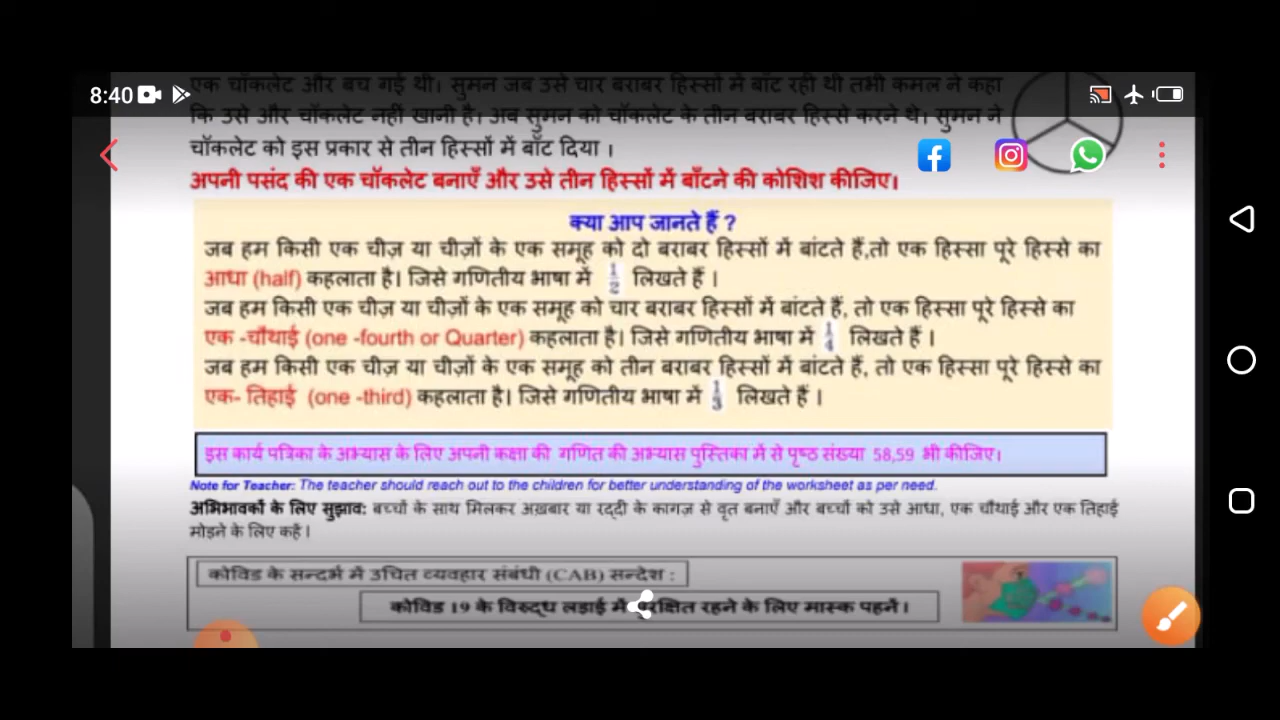 एक चॉकलेट और बच गई थी। सुमन जब उसे चार बराबर हिस्सों में बाँट रही थी तभी कमल ने कहा
8:40
कि उसे और चॉकलेट नहीं खानी है। अब सुमन को चॉकलेट के तीन बराबर हिस्से करने थे। सुमन ने
चॉकलेट को इस प्रकार से तीन हिस्सों में बाँट दिया ।
अपनी पसंद की एक चॉकलेट बनाएँ और उसे तीन हिस्सों में बाँटने की कोशिश कीजिए।
क्या आप जानते हैं ?
जब हम किसी एक चीज़ या चीज़ों के एक समूह को दो बराबर हिस्सों में बांटते हैं,तो एक हिस्सा पूरे हिस्से का
आधा (half) कहलाता है। जिसे गणितीय भाषा में 1/2 लिखते हैं ।
जब हम किसी एक चीज़ या चीज़ों के एक समूह को चार बराबर हिस्सों में बांटते हैं, तो एक हिस्सा पूरे हिस्से का
एक -चौथाई (one -fourth or Quarter) कहलाता है। जिसे गणितीय भाषा में 1/4 लिखते हैं ।
जब हम किसी एक चीज़ या चीज़ों के एक समूह को तीन बराबर हिस्सों में बांटते हैं, तो एक हिस्सा पूरे हिस्से का
एक- तिहाई (one -third) कहलाता है। जिसे गणितीय भाषा में 1/3 लिखते हैं ।
इस कार्य पत्रिका के अभ्यास के लिए अपनी कक्षा की गणित की अभ्यास पुस्तिका में से पृष्ठ संख्या 58,59 भी कीजिए।
Note for Teacher: The teacher should reach out to the children for better understanding of the worksheet as per need.
अभिभावकों के लिए सुझाव: बच्चों के साथ मिलकर अख़बार या रद्दी के कागज़ से वृत बनाएँ और बच्चों को उसे आधा, एक चौथाई और एक तिहाई
मोड़ने के लिए कहें ।
कोविड के सन्दर्भ में उचित व्यवहार संबंधी (CAB) सन्देश :
कोविड 19 के विरुद्ध लड़ाई में सुरक्षित रहने के लिए मास्क पहनें ।